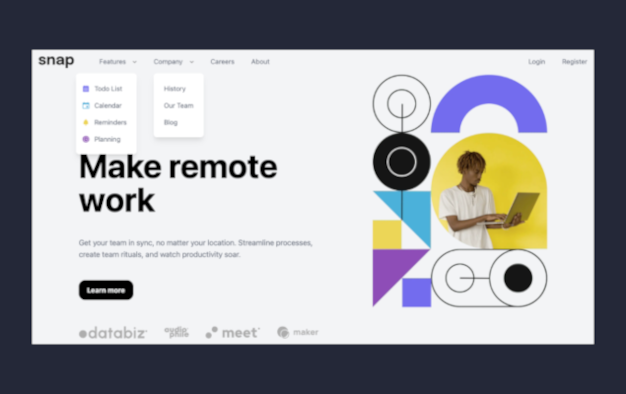 snap Features Company Careers About Login Register
Todo List
Calendar
Reminders
Planning
History
Our Team
Blog
Make remote
work
Get your team in sync, no matter your location. Streamline processes,
create team rituals, and watch productivity soar.
Learn more
databiz audiophile meet maker